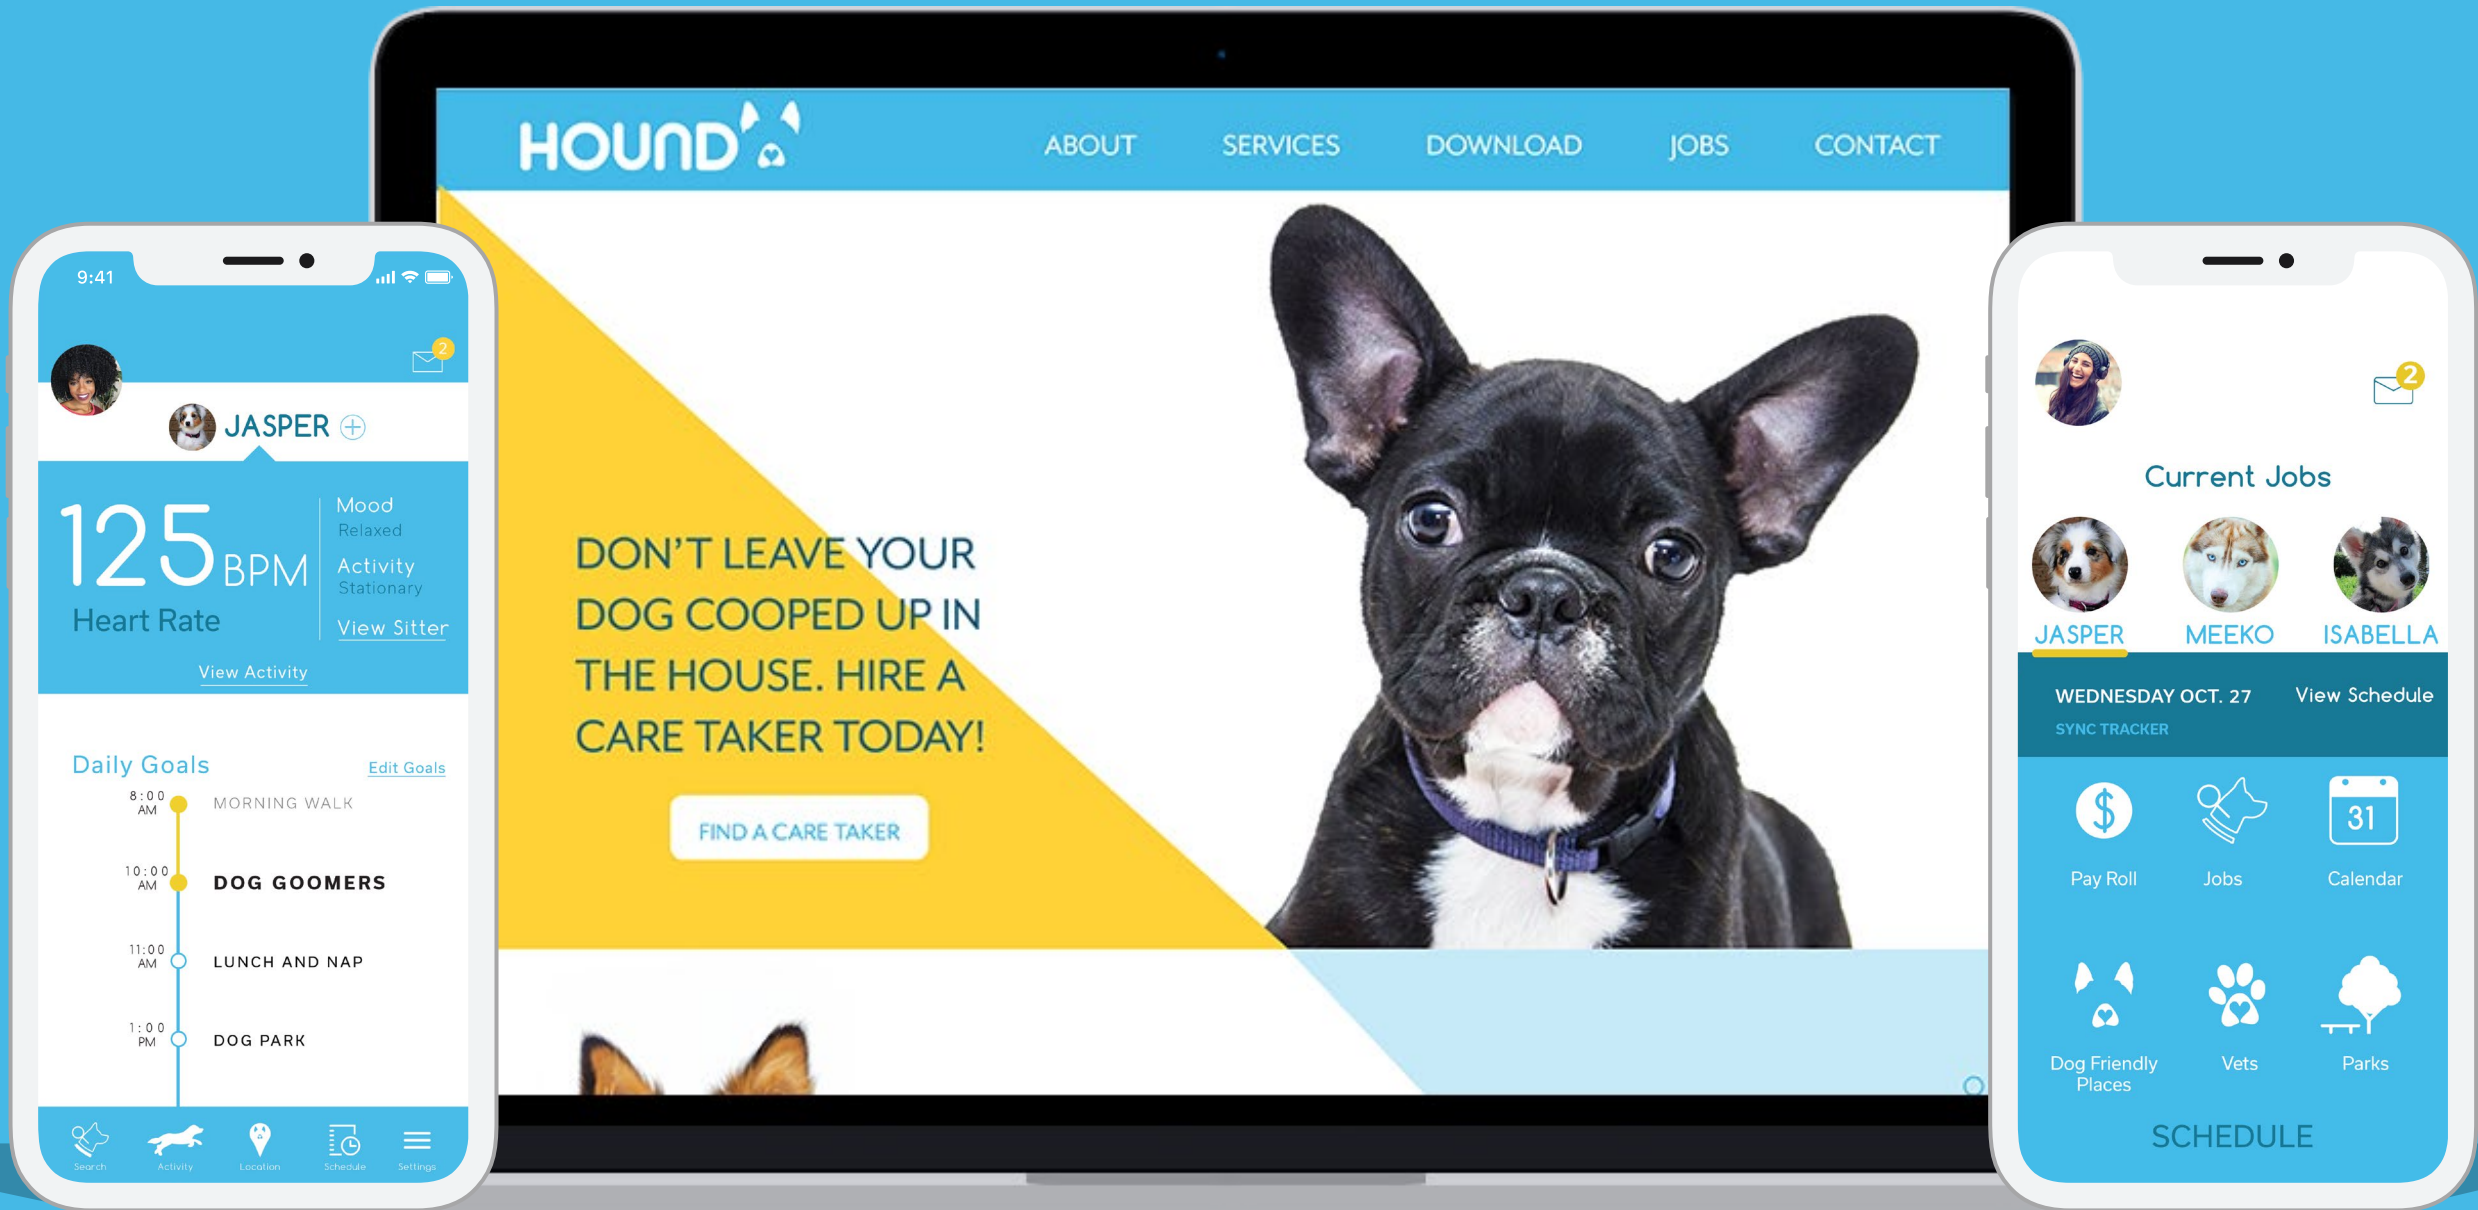 HOUND
ABOUT
SERVICES
DOWNLOAD
JOBS
CONTACT
DON'T LEAVE YOUR
DOG COOPED UP IN
THE HOUSE. HIRE A
CARE TAKER TODAY!
FIND A CARE TAKER
9:41
2
JASPER
125 BPM
Heart Rate
Mood
Relaxed
Activity
Stationary
View Sitter
View Activity
Daily Goals
Edit Goals
8:00
AM
MORNING WALK
10:00
AM
DOG GOOMERS
11:00
AM
LUNCH AND NAP
1:00
PM
DOG PARK
Search
Activity
Location
Schedule
Settings
2
Current Jobs
JASPER
MEEKO
ISABELLA
WEDNESDAY OCT. 27
View Schedule
SYNC TRACKER
$
31
Pay Roll
Jobs
Calendar
Dog Friendly
Places
Vets
Parks
SCHEDULE